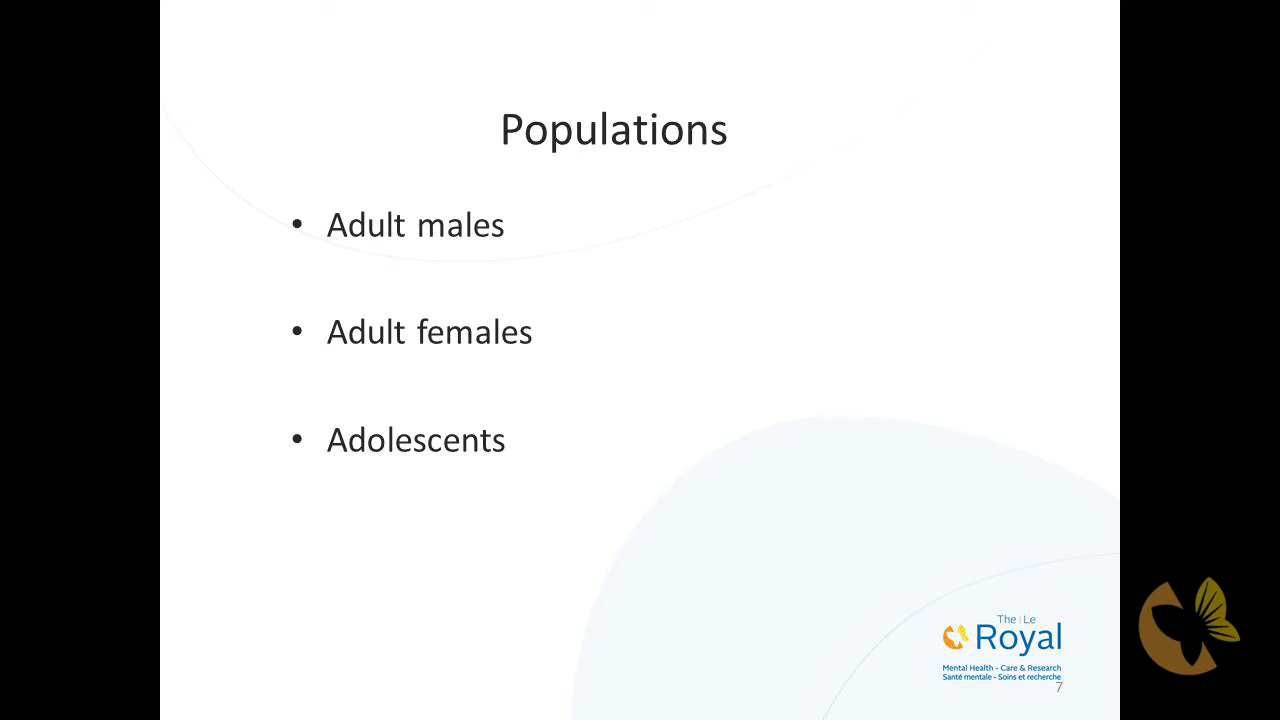 Populations
• Adult males
• Adult females
• Adolescents
The | Le
Royal
Mental Health - Care & Research
Santé mentale - Soins et recherche
7